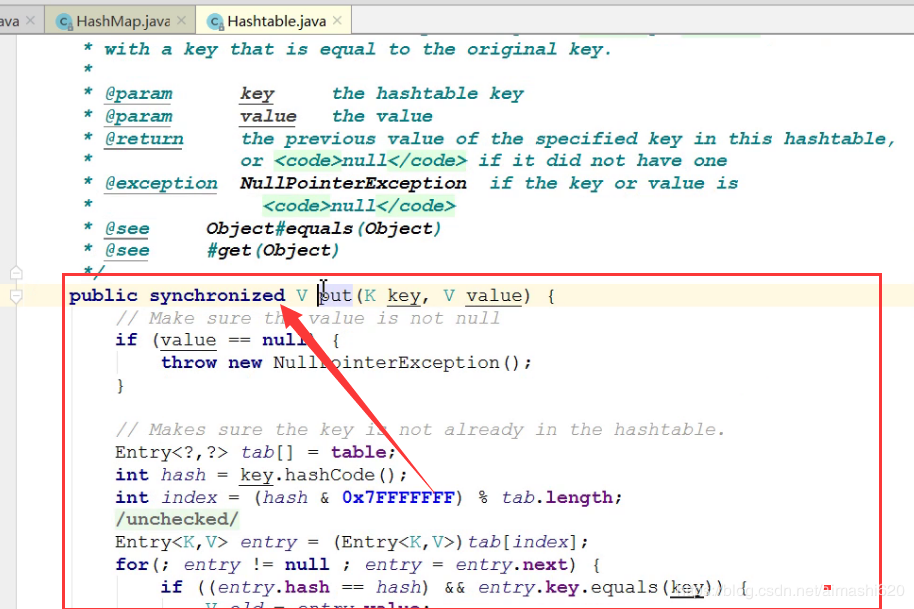 ava HashMap.java Hashtable.java
* with a key that is equal to the original key.
*
* @param key the hashtable key
* @param value the value
* @return the previous value of the specified key in this hashtable,
* or <code>null</code> if it did not have one
* @exception NullPointerException if the key or value is
* <code>null</code>
* @see Object#equals(Object)
* @see #get(Object)
*/
public synchronized V put(K key, V value) {
// Make sure the value is not null
if (value == null) {
throw new NullPointerException();
}
// Makes sure the key is not already in the hashtable.
Entry<?,?> tab[] = table;
int hash = key.hashCode();
int index = (hash & 0x7FFFFFFF) % tab.length;
/unchecked/
Entry<K,V> entry = (Entry<K,V>)tab[index];
for(; entry != null ; entry = entry.next) {
if ((entry.hash == hash) && entry.key.equals(key)) {
V old = entry.value;